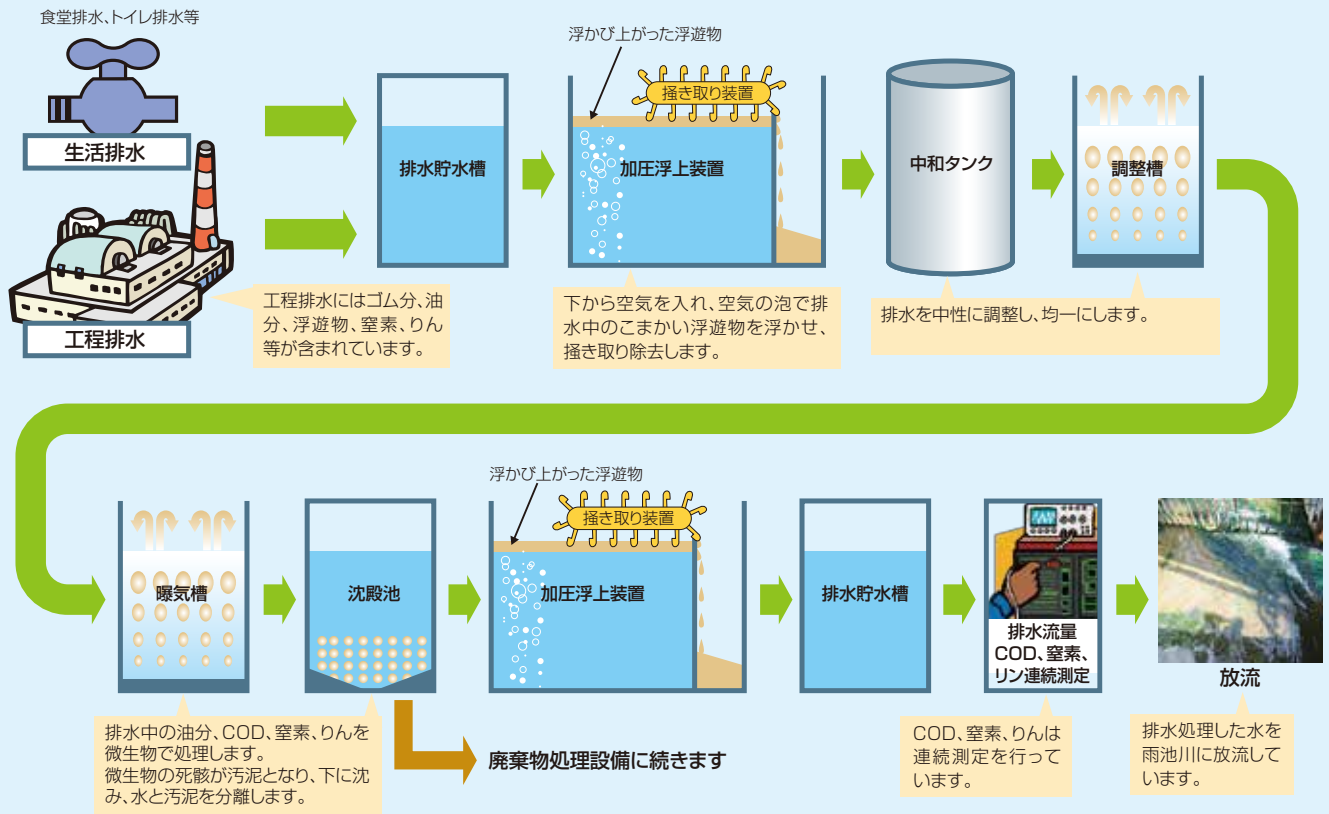 食堂排水、トイレ排水等
生活排水
工程排水
工程排水にはゴム分、油
分、浮遊物、窒素、りん
等が含まれています。
排水貯水槽
浮かび上がった浮遊物
掻き取り装置
加圧浮上装置
下から空気を入れ、空気の泡で排
水中のこまかい浮遊物を浮かせ、
掻き取り除去します。
中和タンク
調整槽
排水を中性に調整し、均一にします。
曝気槽
沈殿池
排水中の油分、COD、窒素、りんを
微生物で処理します。
微生物の死骸が汚泥となり、下に沈
み、水と汚泥を分離します。
廃棄物処理設備に続きます
浮かび上がった浮遊物
掻き取り装置
加圧浮上装置
排水貯水槽
排水流量
COD、窒素、
リン連続測定
COD、窒素、りんは
連続測定を行って
います。
放流
排水処理した水を
雨池川に放流して
います。